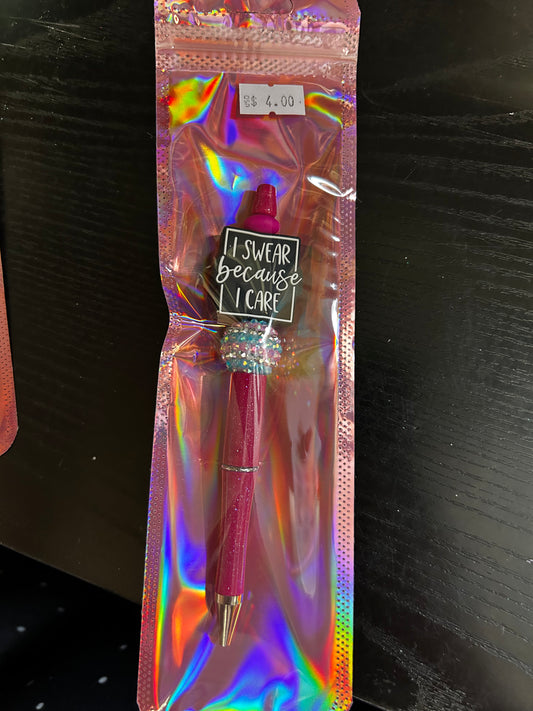 $ 4.00
I SWEAR
because
I CARE